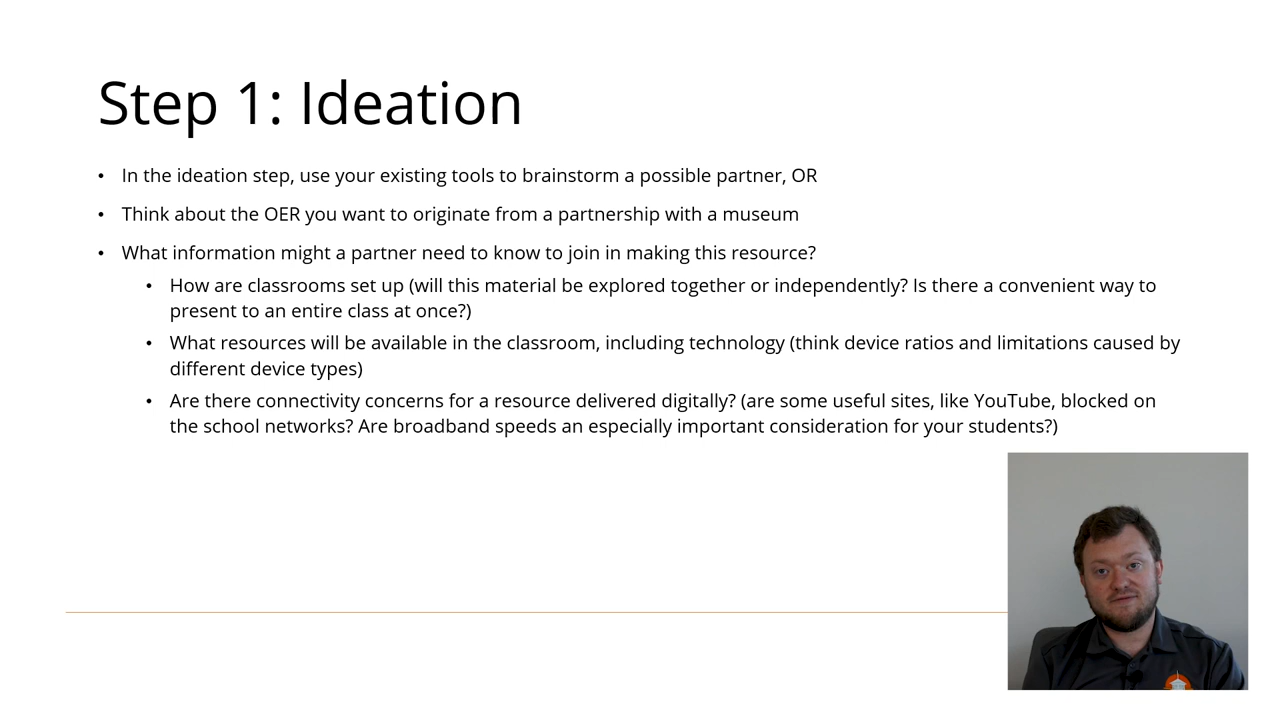 Step 1: Ideation
• In the ideation step, use your existing tools to brainstorm a possible partner, OR
• Think about the OER you want to originate from a partnership with a museum
• What information might a partner need to know to join in making this resource?
• How are classrooms set up (will this material be explored together or independently? Is there a convenient way to
present to an entire class at once?)
• What resources will be available in the classroom, including technology (think device ratios and limitations caused by
different device types)
• Are there connectivity concerns for a resource delivered digitally? (are some useful sites, like YouTube, blocked on
the school networks? Are broadband speeds an especially important consideration for your students?)